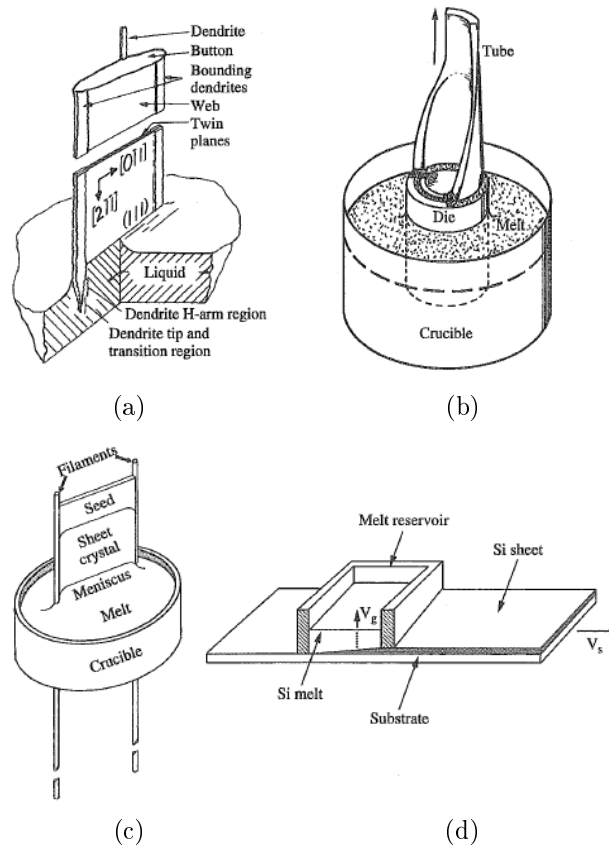 Dendrite
Button
Bounding
dendrites
Web
Twin
planes
[01̄1]
[211]
(111)
Liquid
Dendrite H-arm region
Dendrite tip and
transition region
(a)
Tube
Die
Melt
Crucible
(b)
Filaments
Seed
Sheet
crystal
Meniscus
Melt
Crucible
(c)
Melt reservoir
Si sheet
Vg
Vs
Si melt
Substrate
(d)